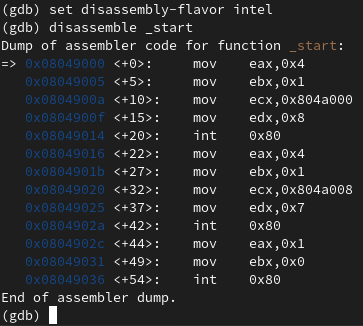 (gdb) set disassembly-flavor intel
(gdb) disassemble _start
Dump of assembler code for function _start:
=> 0x08049000 <+0>:     mov    eax,0x4
   0x08049005 <+5>:     mov    ebx,0x1
   0x0804900a <+10>:    mov    ecx,0x804a000
   0x0804900f <+15>:    mov    edx,0x8
   0x08049014 <+20>:    int    0x80
   0x08049016 <+22>:    mov    eax,0x4
   0x0804901b <+27>:    mov    ebx,0x1
   0x08049020 <+32>:    mov    ecx,0x804a008
   0x08049025 <+37>:    mov    edx,0x7
   0x0804902a <+42>:    int    0x80
   0x0804902c <+44>:    mov    eax,0x1
   0x08049031 <+49>:    mov    ebx,0x0
   0x08049036 <+54>:    int    0x80
End of assembler dump.
(gdb)